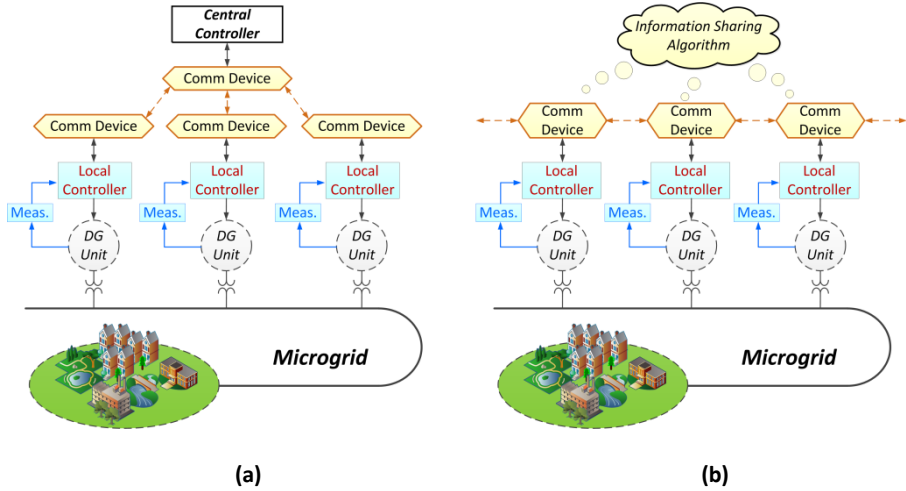 Central
Controller
Comm Device
Comm Device
Comm Device
Comm Device
Local
Controller
Local
Controller
Local
Controller
Meas.
Meas.
Meas.
DG
Unit
DG
Unit
DG
Unit
Microgrid
(a)
Information Sharing
Algorithm
Comm
Device
Comm
Device
Comm
Device
Local
Controller
Local
Controller
Local
Controller
Meas.
Meas.
Meas.
DG
Unit
DG
Unit
DG
Unit
Microgrid
(b)